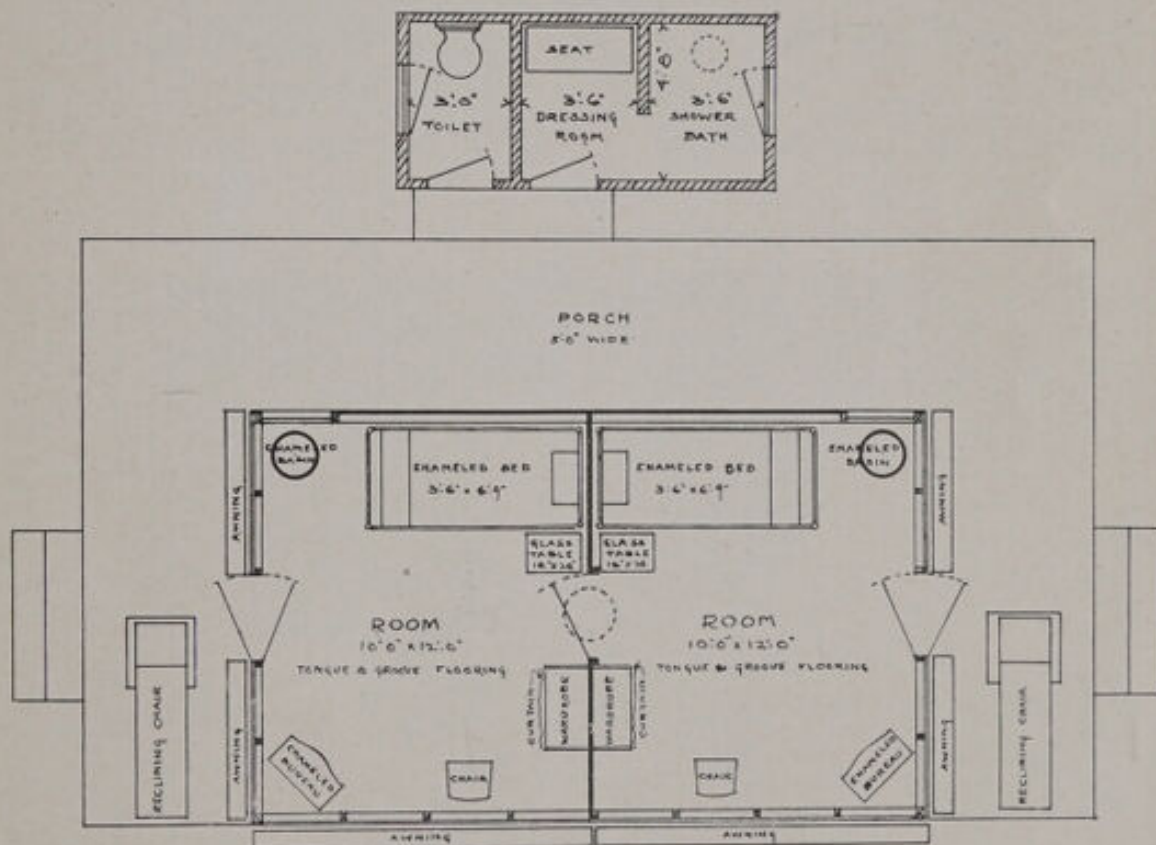 SEAT
3'.0"
TOILET
3'.6"
DRESSING
ROOM
3'.6"
SHOWER
BATH
PORCH
5'.0" WIDE
AWNING
ENAMELED
BASIN
ENAMELED BED
3'.6" x 6'.9"
ENAMELED BED
3'.6" x 6'.9"
ENAMELED
BASIN
AWNING
GLASS
TABLE
GLASS
TABLE
ROOM
10'.0" x 12'.0"
TONGUE & GROOVE FLOORING
ROOM
10'.0" x 12'.0"
TONGUE & GROOVE FLOORING
CURTAIN
WARDROBE
WARDROBE
CURTAIN
RECLINING CHAIR
AWNING
ENAMELED
BUREAU
CHAIR
CHAIR
ENAMELED
BUREAU
AWNING
RECLINING CHAIR
AWNING
AWNING